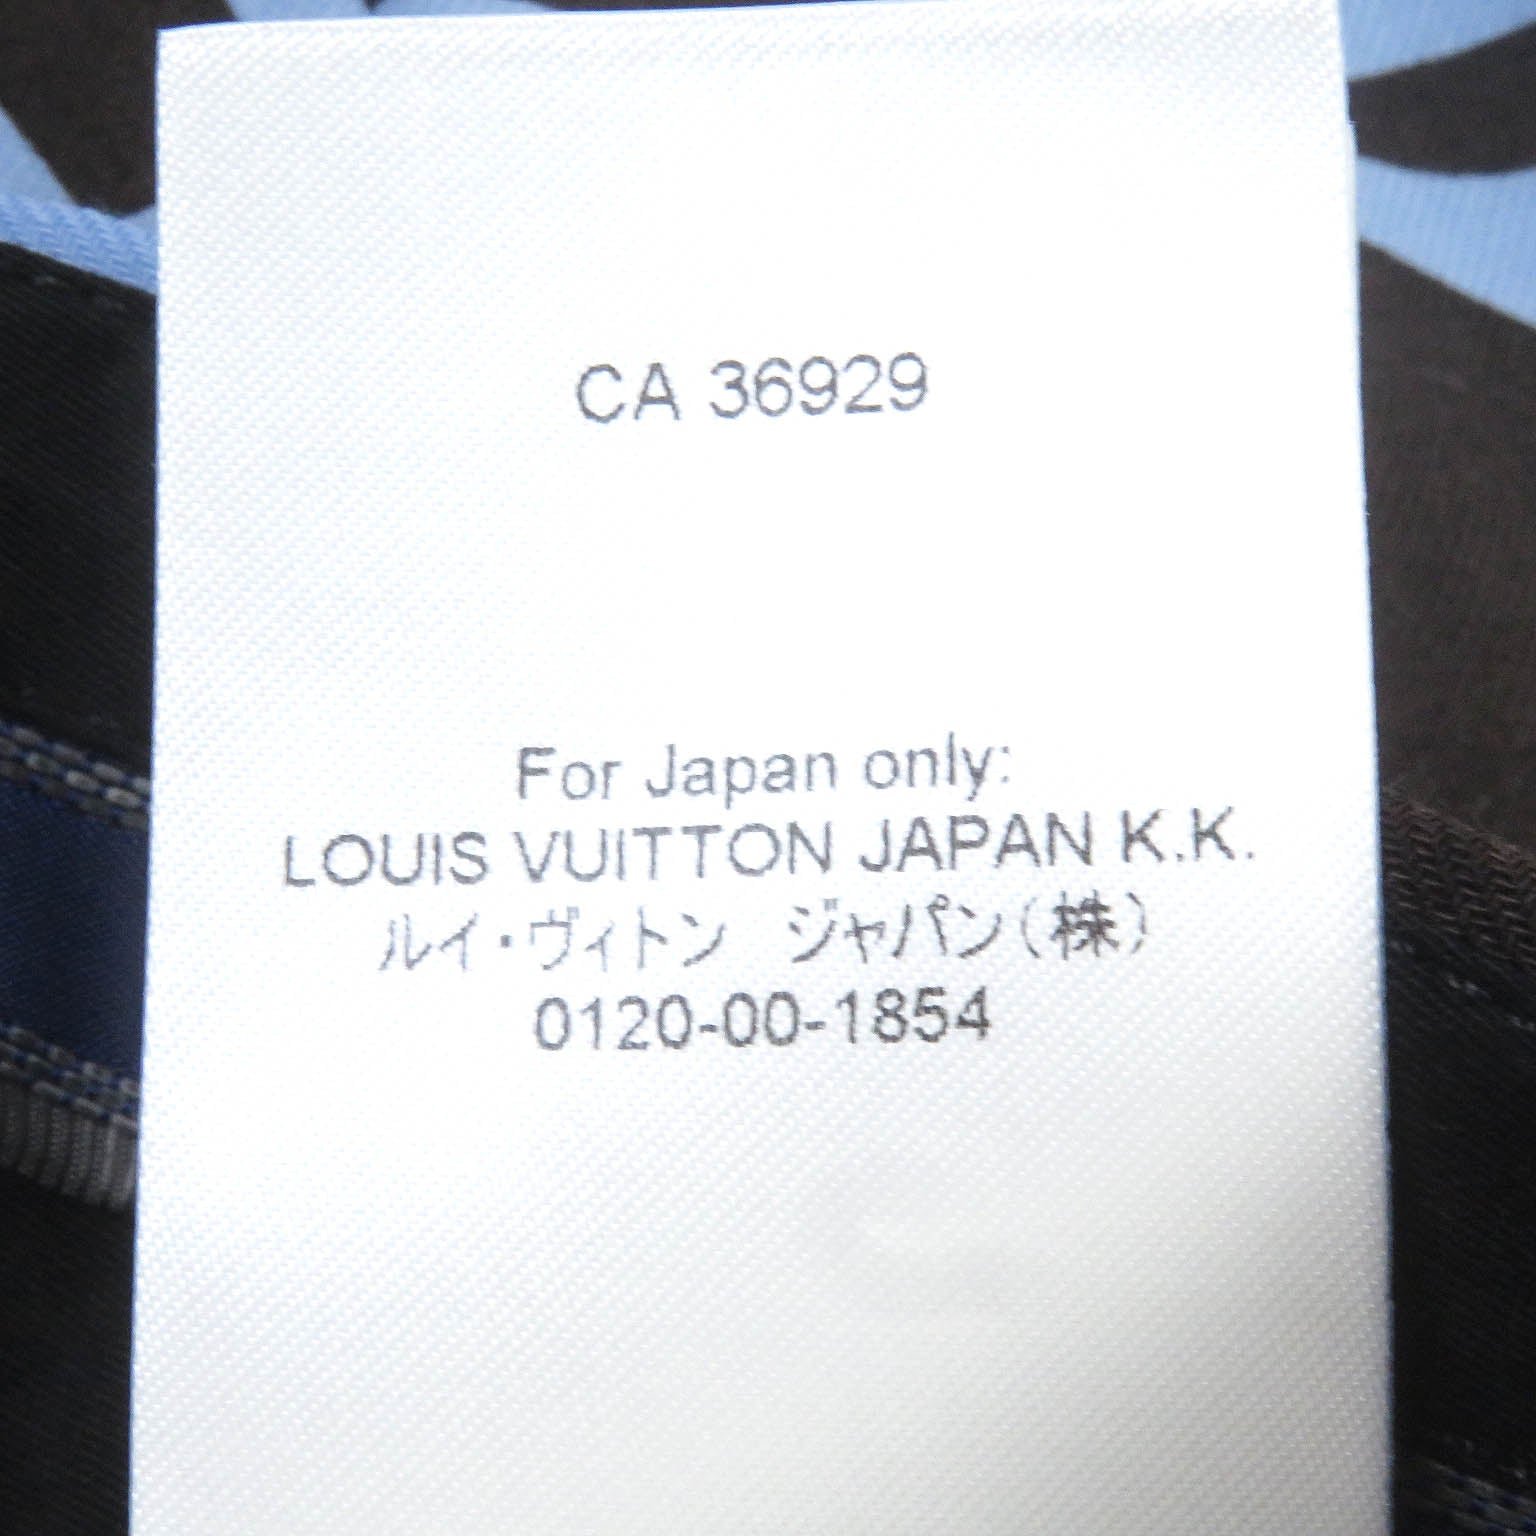 CA 36929
For Japan only:
LOUIS VUITTON JAPAN K.K.
ルイ・ヴィトン　ジャパン(株)
0120-00-1854